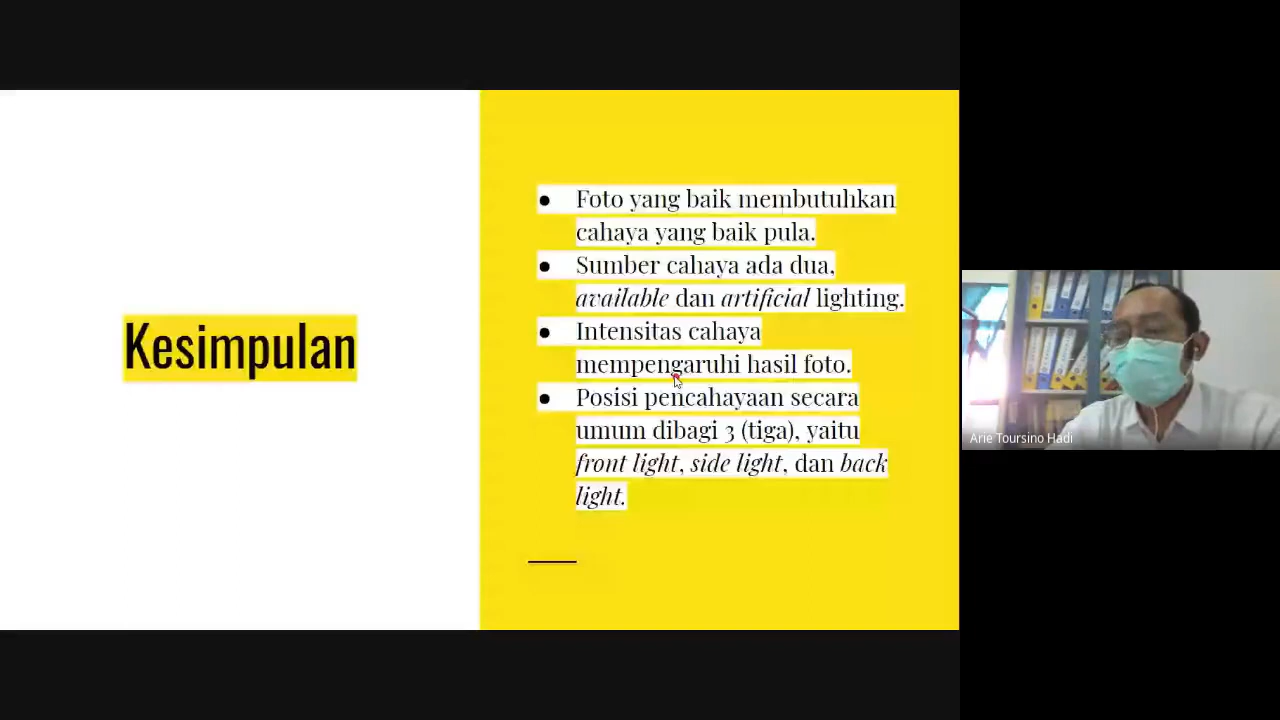 Kesimpulan
● Foto yang baik membutuhkan
cahaya yang baik pula.
● Sumber cahaya ada dua,
available dan artificial lighting.
● Intensitas cahaya
mempengaruhi hasil foto.
● Posisi pencahayaan secara
umum dibagi 3 (tiga), yaitu
front light, side light, dan back
light.
Arie Toursino Hadi